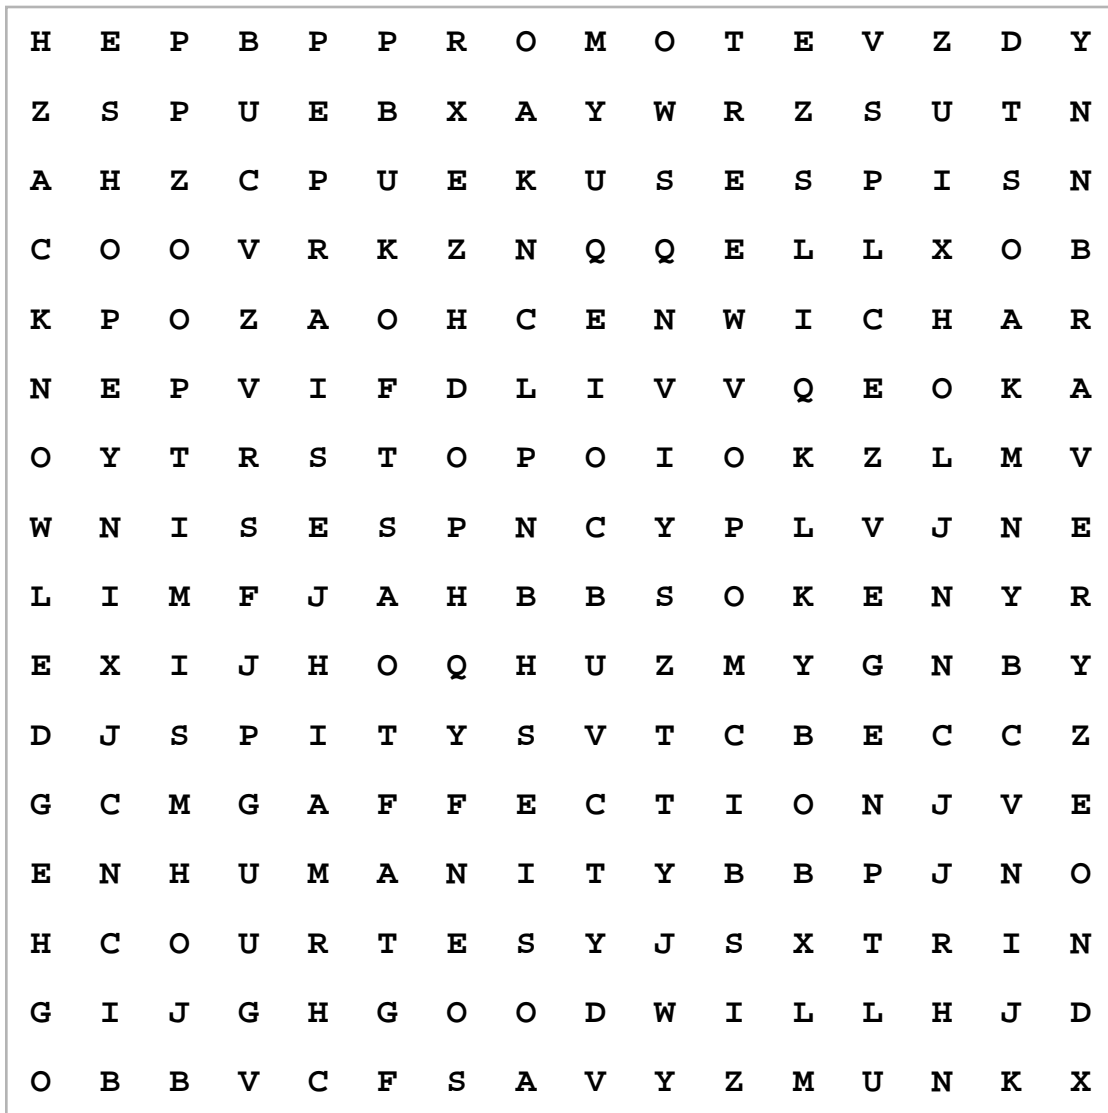 H E P B P P R O M O T E V Z D Y
Z S P U E B X A Y W R Z S U T N
A H Z C P U E K U S E S P I S N
C O O V R K Z N Q Q E L L X O B
K P O Z A O H C E N W I C H A R
N E P V I F D L I V V Q E O K A
O Y T R S T O P O I O K Z L M V
W N I S E S P N C Y P L V J N E
L I M F J A H B B S O K E N Y R
E X I J H O Q H U Z M Y G N B Y
D J S P I T Y S V T C B E C C Z
G C M G A F F E C T I O N J V E
E N H U M A N I T Y B B P J N O
H C O U R T E S Y J S X T R I N
G I J G H G O O D W I L L H J D
O B B V C F S A V Y Z M U N K X